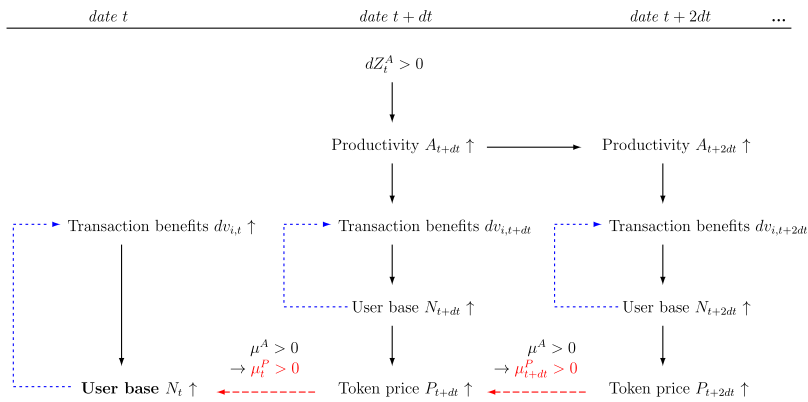 date t date t + dt date t + 2dt ...
dZ_t^A > 0
Productivity A_{t+dt} ↑ Productivity A_{t+2dt} ↑
Transaction benefits dv_{i,t} ↑ Transaction benefits dv_{i,t+dt} Transaction benefits dv_{i,t+2dt}
User base N_{t+dt} ↑ User base N_{t+2dt} ↑
μ^A > 0 μ^A > 0
→ μ_t^P > 0 → μ_{t+dt}^P > 0
User base N_t ↑ Token price P_{t+dt} ↑ Token price P_{t+2dt} ↑